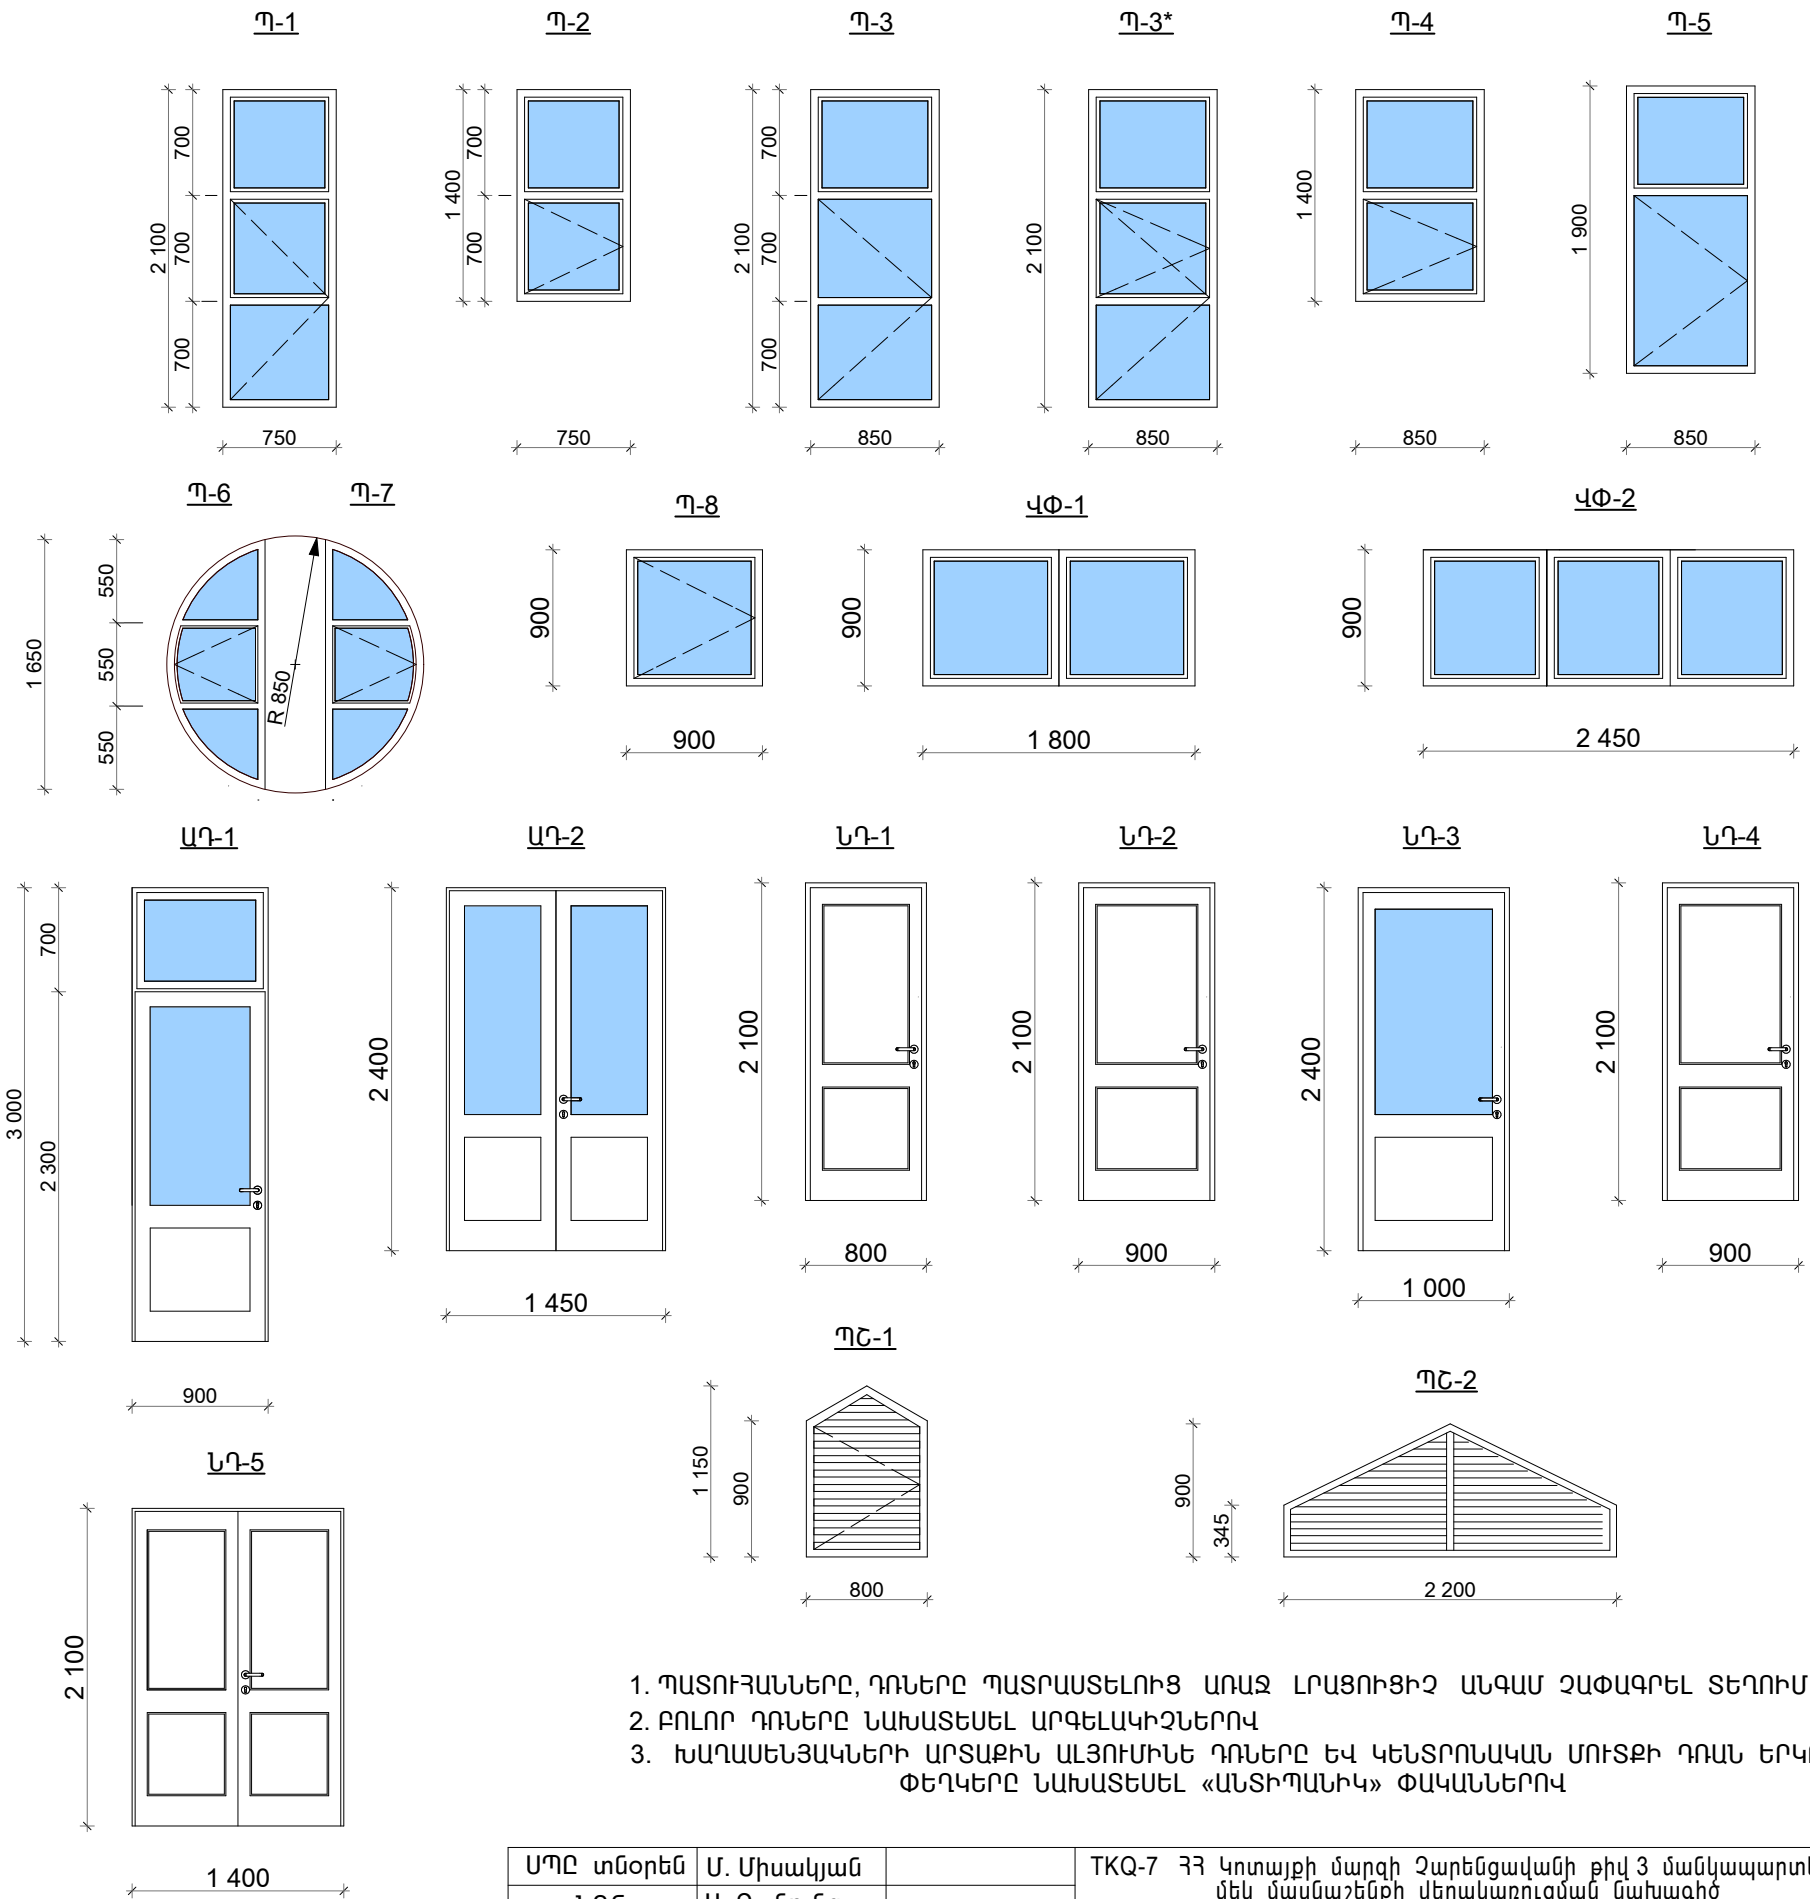 Պ-1 Պ-2 Պ-3 Պ-3* Պ-4 Պ-5
2 100 700 700 700 750
1 400 700 700 750
2 100 700 700 700 850
2 100 850
1 400 850
1 900 850
Պ-6 Պ-7 Պ-8 ՎՓ-1 ՎՓ-2
1 650 550 550 550 R 850
900 900
900 1 800
900 2 450
ԱԴ-1 ԱԴ-2 ՆԴ-1 ՆԴ-2 ՆԴ-3 ՆԴ-4
3 000 700 2 300 900
2 400 1 450
2 100 800
2 100 900
2 400 1 000
2 100 900
ՊՇ-1 ՊՇ-2
1 150 900 800
900 345 2 200
ՆԴ-5
2 100 1 400
1. ՊԱՏՈՒՀԱՆՆԵՐԸ, ԴՌՆԵՐԸ ՊԱՏՐԱՍՏԵԼՈՒՑ ԱՌԱՋ ԼՐԱՑՈՒՑԻՉ ԱՆԳԱՄ ՉԱՓԱԳՐԵԼ ՏԵՂՈՒՄ
2. ԲՈԼՈՐ ԴՌՆԵՐԸ ՆԱԽԱՏԵՍԵԼ ԱՐԳԵԼԱԿԻՉՆԵՐՈՎ
3. ԽԱՂԱՍԵՆՅԱԿՆԵՐԻ ԱՐՏԱՔԻՆ ԱԼՅՈՒՄԻՆԵ ԴՌՆԵՐԸ ԵՎ ԿԵՆՏՐՈՆԱԿԱՆ ՄՈՒՏՔԻ ԴՌԱՆ
ՓԵՂԿԵՐԸ ՆԱԽԱՏԵՍԵԼ «ԱՆՏԻՊԱՆԻԿ» ՓԱԿԱՆՆԵՐՈՎ
ՍՊԸ տնօրեն Մ. Միսակյան TKQ-7 ՀՀ Կոտայքի մարզի Չարենցավանի թիվ 3
մեկ մասնաշենքի վերակառուցման նախագիծ